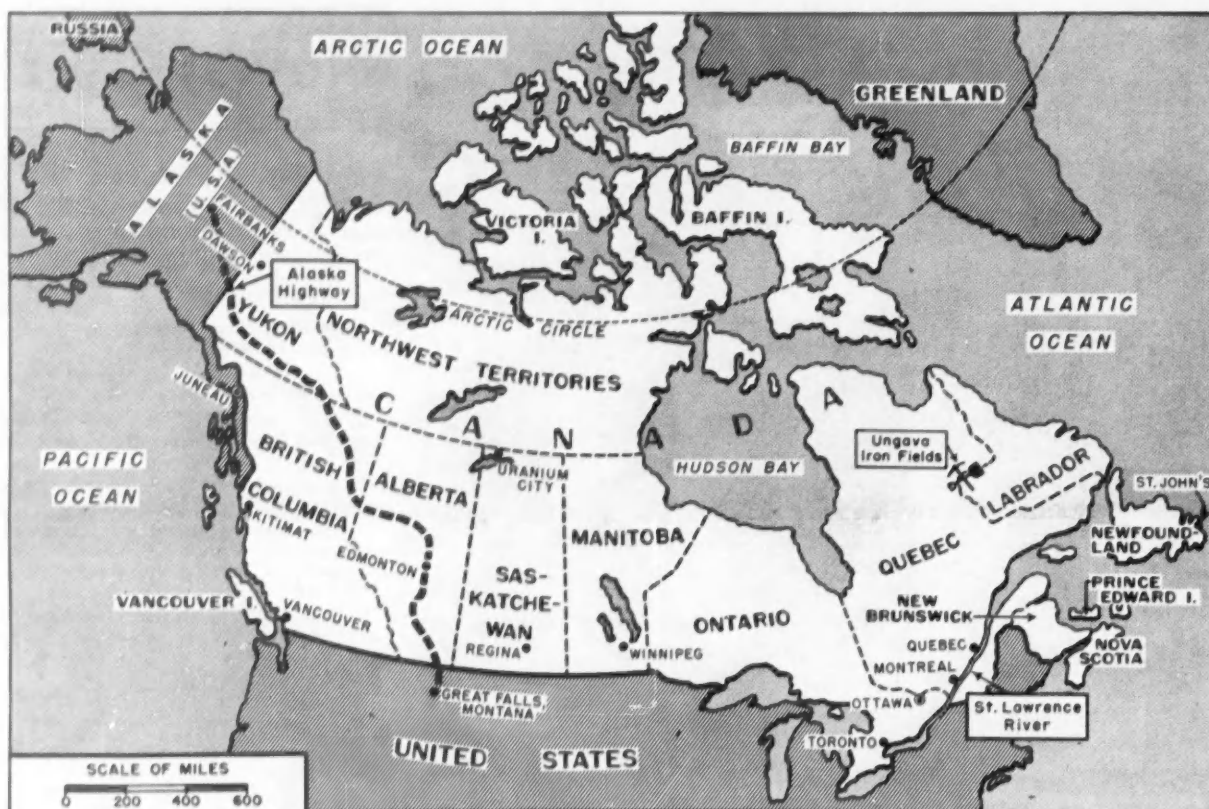 RUSSIA
ARCTIC OCEAN
GREENLAND
BAFFIN BAY
ALASKA
(U.S.A.)
FAIRBANKS
DAWSON
VICTORIA
I.
BAFFIN I.
Alaska
Highway
YUKON
NORTHWEST TERRITORIES
ARCTIC CIRCLE
ATLANTIC
OCEAN
JUNEAU
CANADA
PACIFIC
OCEAN
BRITISH
COLUMBIA
KITIMAT
ALBERTA
URANIUM
CITY
HUDSON BAY
Ungava
Iron Fields
LABRADOR
ST. JOHN'S
NEWFOUND-
LAND
EDMONTON
MANITOBA
QUEBEC
SAS-
KATCHE-
WAN
REGINA
VANCOUVER I.
VANCOUVER
WINNIPEG
ONTARIO
NEW
BRUNSWICK
PRINCE
EDWARD I.
NOVA
SCOTIA
QUEBEC
MONTREAL
OTTAWA
St. Lawrence
River
TORONTO
GREAT FALLS,
MONTANA
UNITED STATES
SCALE OF MILES
0 200 400 600